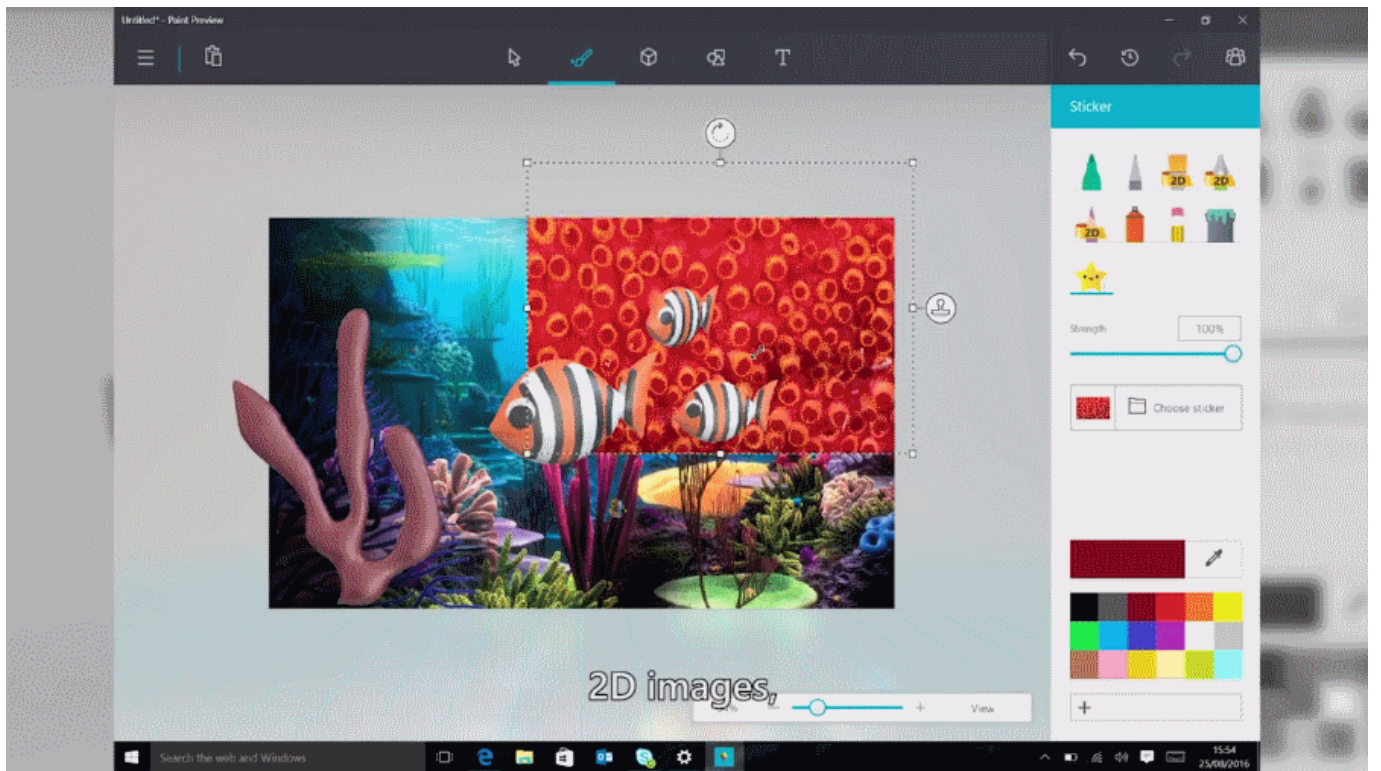 Untitled* - Paint Preview
T
Sticker
2D
2D
2D
Strength
100%
Choose sticker
2D images,
View
Search the web and Windows
15:54
25/08/2016